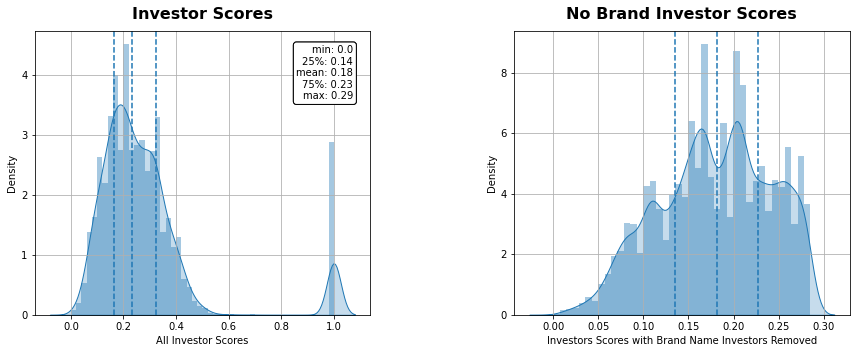 Investor Scores
min: 0.0
25%: 0.14
mean: 0.18
75%: 0.23
max: 0.29
4
3
2
1
0
Density
0.0 0.2 0.4 0.6 0.8 1.0
All Investor Scores
No Brand Investor Scores
8
6
4
2
0
Density
0.00 0.05 0.10 0.15 0.20 0.25 0.30
Investors Scores with Brand Name Investors Removed